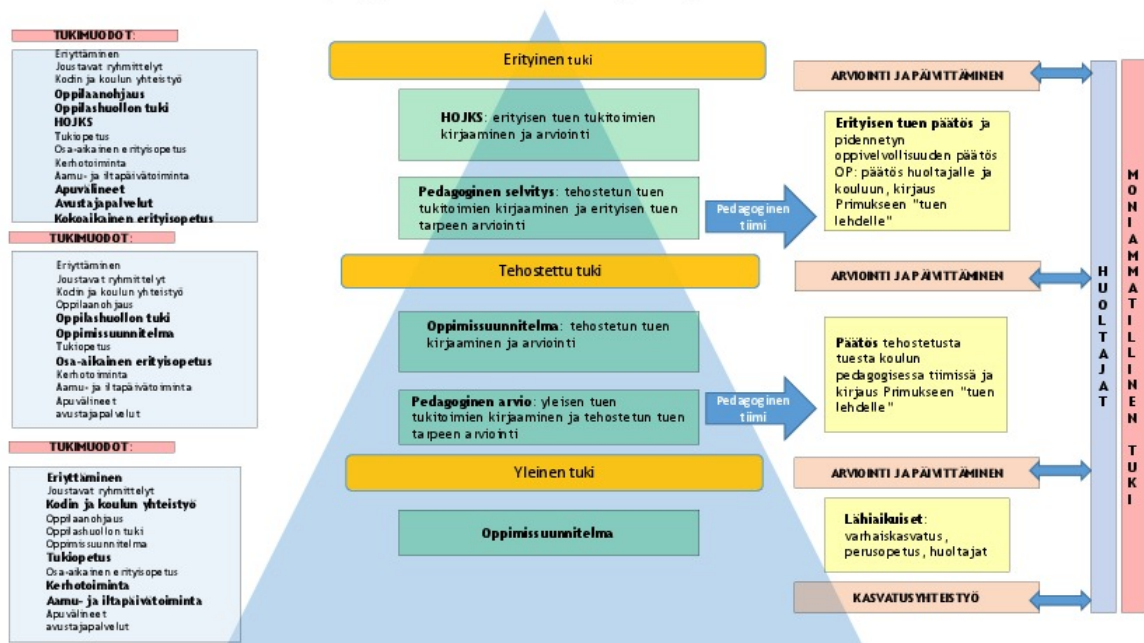 TUKIMUODOT:
Eriyttäminen
Joustavat ryhmittelyt
Kodin ja koulun yhteistyö
Oppilaanohjaus
Oppilashuollon tuki
HOJKS
Tukiopetus
Osa-aikainen erityisopetus
Kerhotoiminta
Aamu- ja iltapäivätoiminta
Apuvälineet
Avustajapalvelut
Kokoaikainen erityisopetus
TUKIMUODOT:
Eriyttäminen
Joustavat ryhmittelyt
Kodin ja koulun yhteistyö
Oppilaanohjaus
Oppilashuollon tuki
Oppimissuunnitelma
Tukiopetus
Osa-aikainen erityisopetus
Kerhotoiminta
Aamu- ja iltapäivätoiminta
Apuvälineet
avustajapalvelut
TUKIMUODOT:
Eriyttäminen
Joustavat ryhmittelyt
Kodin ja koulun yhteistyö
Oppilaanohjaus
Oppilashuollon tuki
Oppimissuunnitelma
Tukiopetus
Osa-aikainen erityisopetus
Kerhotoiminta
Aamu- ja iltapäivätoiminta
Apuvälineet
avustajapalvelut
Erityinen tuki
HOJKS: erityisen tuen tukitoimien
kirjaaminen ja arviointi
Pedagoginen selvitys: tehostetun tuen
tukitoimien kirjaaminen ja erityisen tuen
tarpeen arviointi
Pedagoginen
tiimi
Tehostettu tuki
Oppimissuunnitelma: tehostetun tuen
kirjaaminen ja arviointi
Pedagoginen arvio: yleisen tuen
tukitoimien kirjaaminen ja tehostetun tuen
tarpeen arviointi
Pedagoginen
tiimi
Yleinen tuki
Oppimissuunnitelma
ARVIOINTI JA PÄIVITTÄMINEN
Erityisen tuen päätös ja
pidennetyn
oppivelvollisuuden päätös
OP: päätös huoltajalle ja
kouluun, kirjaus
Primukseen "tuen
lehdelle"
ARVIOINTI JA PÄIVITTÄMINEN
Päätös tehostetusta
tuesta koulun
pedagogisessa tiimissä ja
kirjaus Primukseen "tuen
lehdelle"
ARVIOINTI JA PÄIVITTÄMINEN
Lähiaikuiset:
varhaiskasvatus,
perusopetus, huoltajat
KASVATUSYHTEISTYÖ
HUOLTAJAT
MONIAMMATILLINEN TUKI